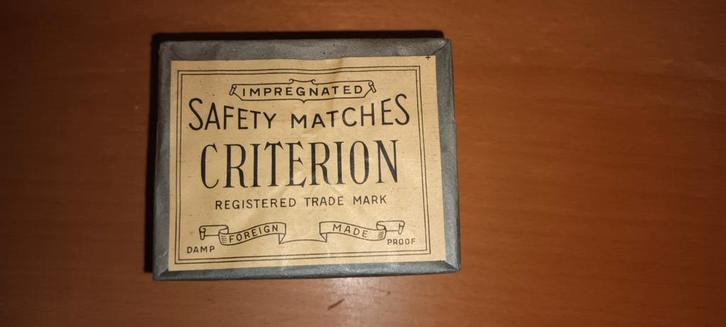 IMPREGNATED
SAFETY MATCHES
CRITERION
REGISTERED TRADE MARK
FOREIGN MADE
DAMP PROOF